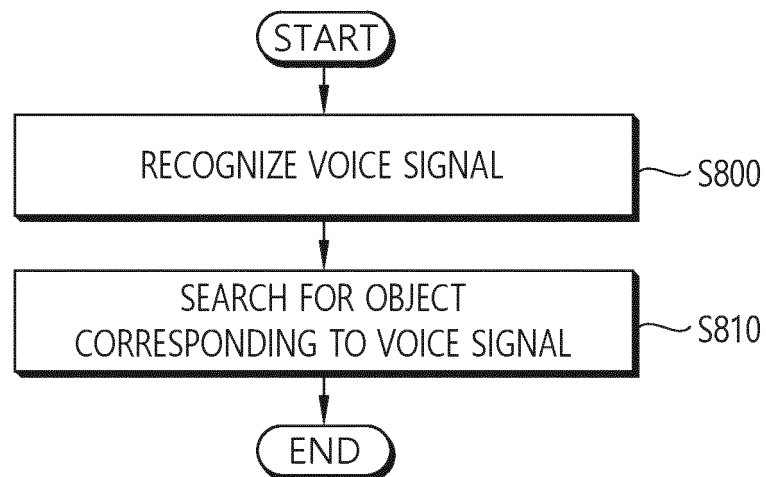 START
RECOGNIZE VOICE SIGNAL
S800
SEARCH FOR OBJECT
CORRESPONDING TO VOICE SIGNAL
S810
END